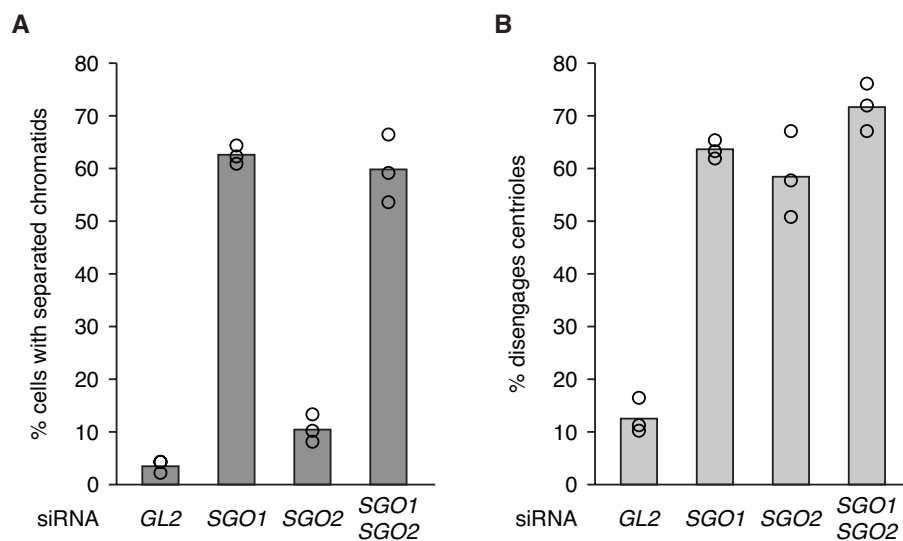 A
% cells with separated chromatids
80
70
60
50
40
30
20
10
0
siRNA GL2 SGO1 SGO2 SGO1
SGO2
B
% disengages centrioles
80
70
60
50
40
30
20
10
0
siRNA GL2 SGO1 SGO2 SGO1
SGO2